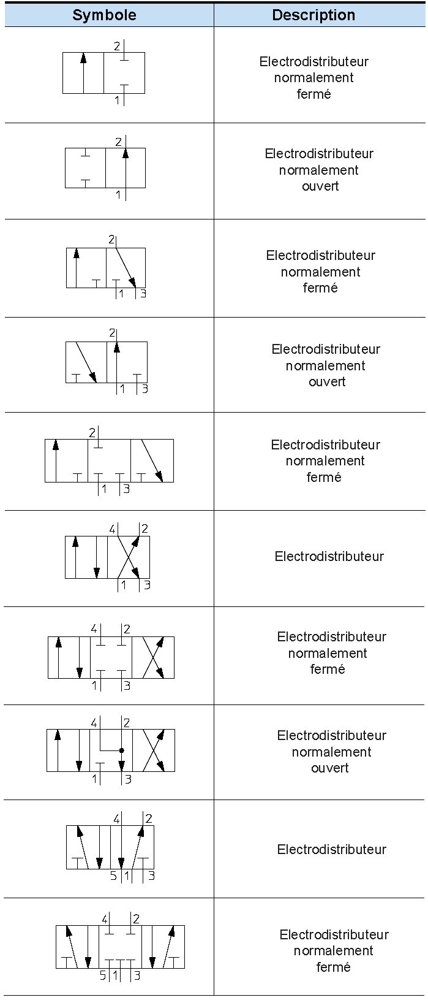 Symbole Description
2
Electrodistributeur
normalement
fermé
1
2
Electrodistributeur
normalement
ouvert
1
2
Electrodistributeur
normalement
fermé
1 3
2
Electrodistributeur
normalement
ouvert
1 3
2
Electrodistributeur
normalement
fermé
1 3
4 2
Electrodistributeur
1 3
4 2
Electrodistributeur
normalement
fermé
1 3
4 2
Electrodistributeur
normalement
ouvert
1 3
4 2
Electrodistributeur
5 1 3
4 2
Electrodistributeur
normalement
fermé
5 1 3